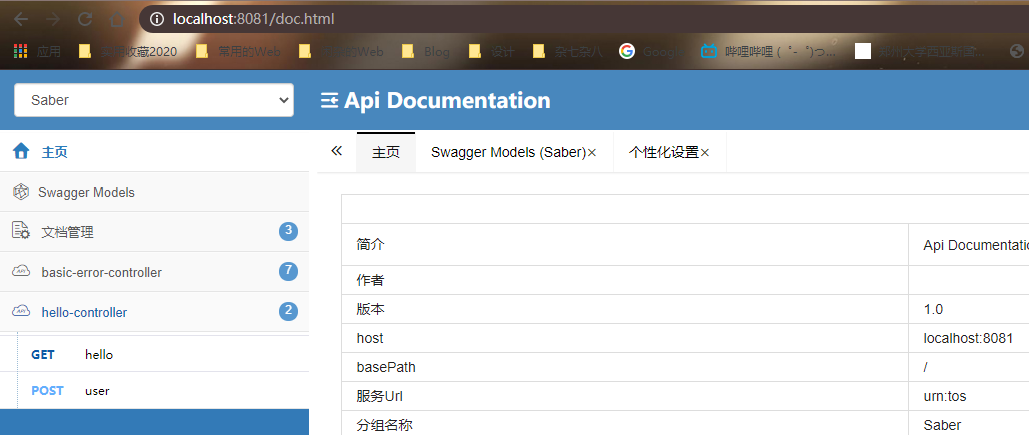 localhost:8081/doc.html
应用
收藏2020
常用的Web
Web
Blog
设计
杂七杂八
Google
哔哩哔哩 ( ゜- ゜)つ...
Saber
Api Documentation
主页
主页
Swagger Models (Saber)×
个性化设置×
Swagger Models
文档管理
3
basic-error-controller
7
hello-controller
2
GET
hello
POST
user
简介
Api Documentatio
作者
版本
1.0
host
localhost:8081
basePath
/
服务Url
urn:tos
分组名称
Saber